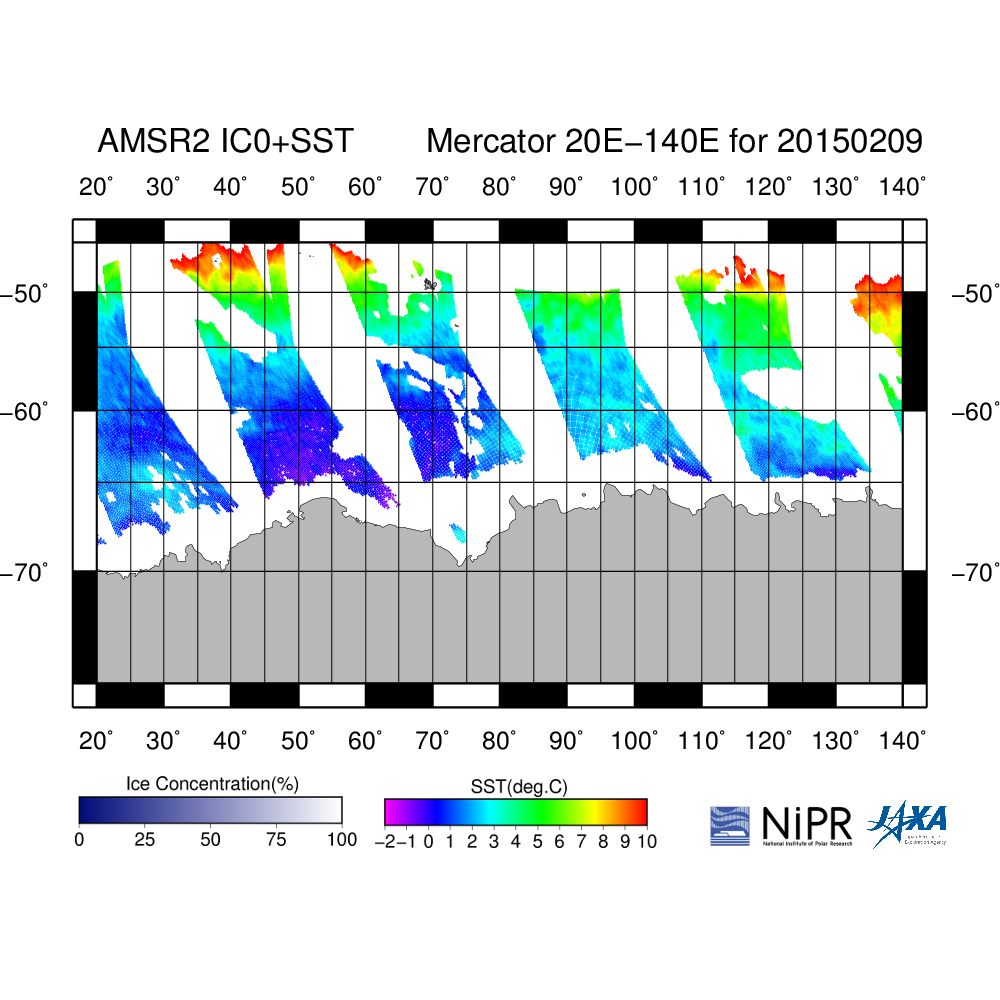 AMSR2 IC0+SST Mercator 20E−140E for 20150209
20° 30° 40° 50° 60° 70° 80° 90° 100° 110° 120° 130° 140°
−50° −50°
−60° −60°
−70° −70°
20° 30° 40° 50° 60° 70° 80° 90° 100° 110° 120° 130° 140°
Ice Concentration(%)
0 25 50 75 100
SST(deg.C)
−2 −1 0 1 2 3 4 5 6 7 8 9 10
NiPR
National Institute of Polar Research
JAXA
Exploration Agency